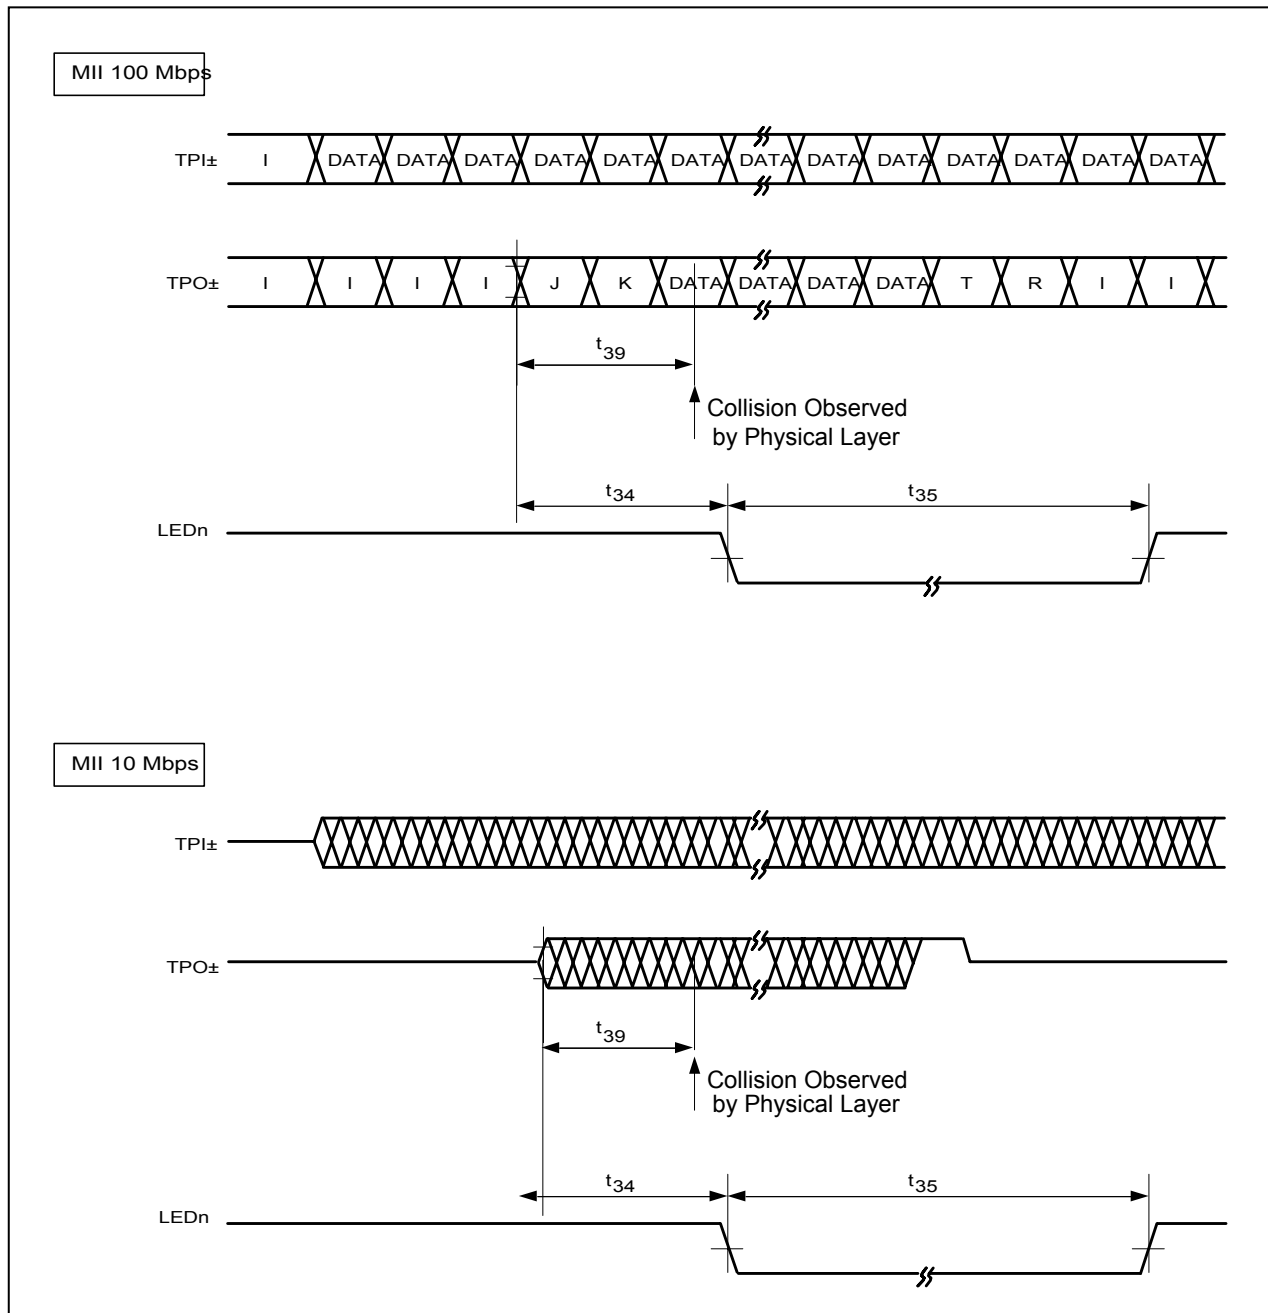 MII 100 Mbps
TPI± I DATA DATA DATA DATA DATA DATA DATA DATA DATA DATA DATA DATA DATA
TPO± I I I I J K DATA DATA DATA DATA T R I I
t39
Collision Observed
by Physical Layer
t34 t35
LEDn
MII 10 Mbps
TPI±
TPO±
t39
Collision Observed
by Physical Layer
t34 t35
LEDn